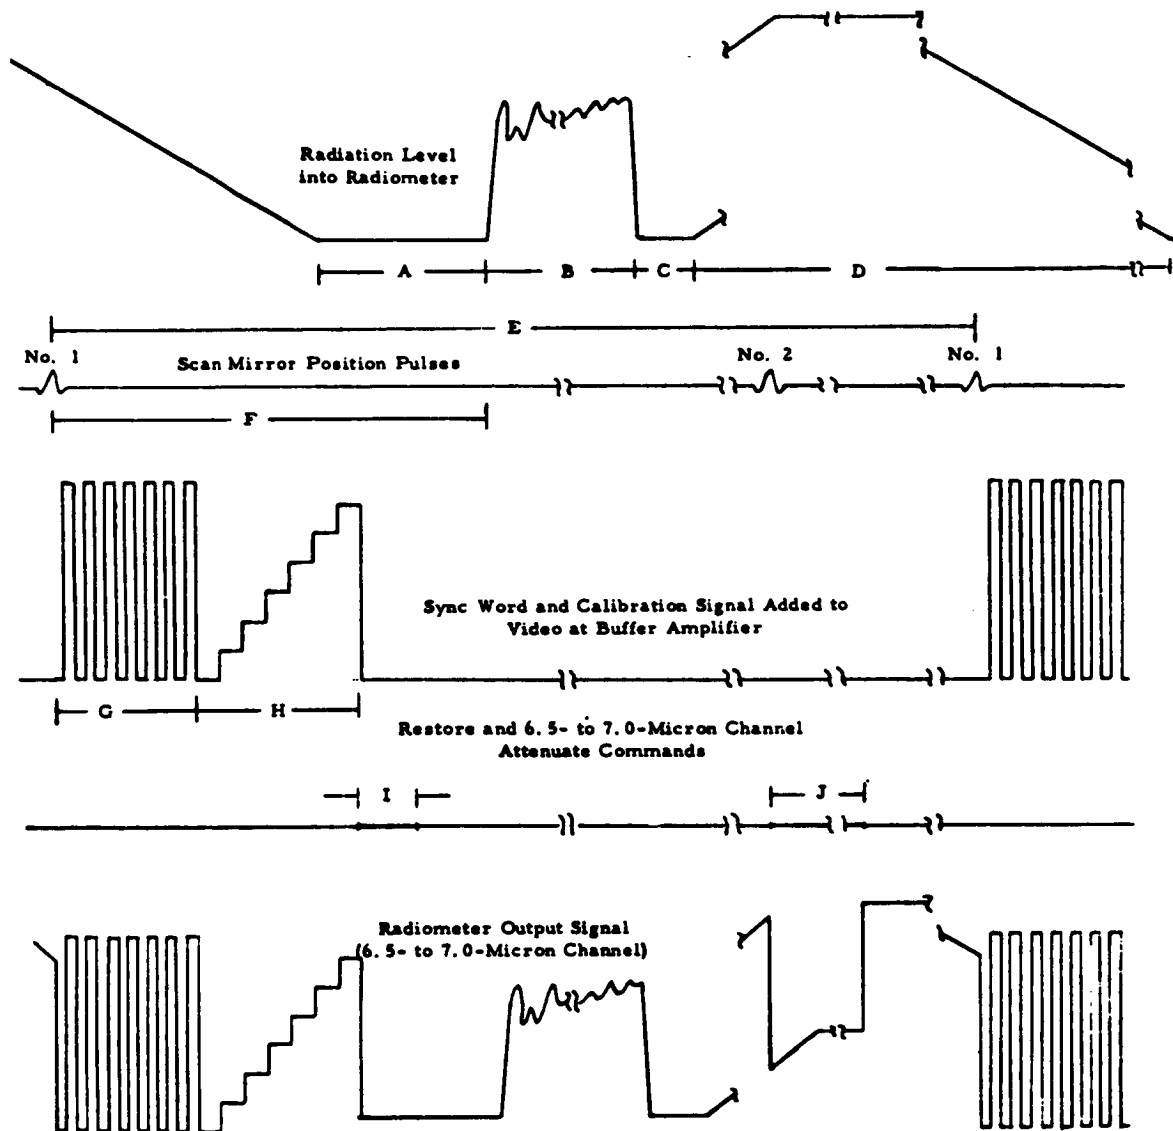 Radiation Level
into Radiometer
A
B
C
D
E
No. 1
Scan Mirror Position Pulses
No. 2
No. 1
F
Sync Word and Calibration Signal Added to
Video at Buffer Amplifier
G
H
Restore and 6.5- to 7.0-Micron Channel
Attenuate Commands
I
J
Radiometer Output Signal
(6.5- to 7.0-Micron Channel)